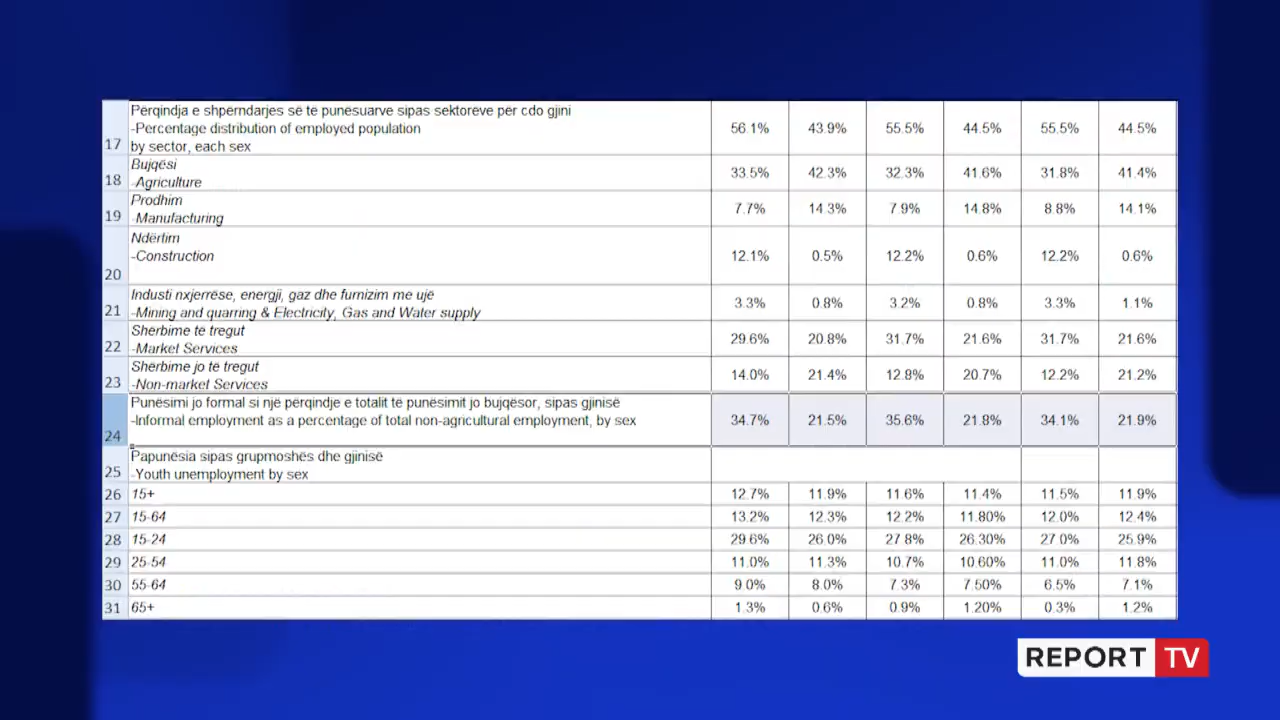 Përqindja e shpërndarjes së të punësuarve sipas sektorëve për cdo gjini
17 -Percentage distribution of employed population 56.1% 43.9% 55.5% 44.5% 55.5% 44.5%
by sector, each sex
Bujqësi
18 -Agriculture 33.5% 42.3% 32.3% 41.6% 31.8% 41.4%
Prodhim
19 -Manufacturing 7.7% 14.3% 7.9% 14.8% 8.8% 14.1%
Ndërtim
20 -Construction 12.1% 0.5% 12.2% 0.6% 12.2% 0.6%
Industi nxjerrëse, energji, gaz dhe furnizim me ujë
21 -Mining and quarring & Electricity, Gas and Water supply 3.3% 0.8% 3.2% 0.8% 3.3% 1.1%
Shërbime të tregut
22 -Market Services 29.6% 20.8% 31.7% 21.6% 31.7% 21.6%
Shërbime jo të tregut
23 -Non-market Services 14.0% 21.4% 12.8% 20.7% 12.2% 21.2%
Punësimi jo formal si një përqindje e totalit të punësimit jo bujqësor, sipas gjinisë
24 -Informal employment as a percentage of total non-agricultural employment, by sex 34.7% 21.5% 35.6% 21.8% 34.1% 21.9%
Papunësia sipas grupmoshës dhe gjinisë
25 -Youth unemployment by sex
26 15+ 12.7% 11.9% 11.6% 11.4% 11.5% 11.9%
27 15-64 13.2% 12.3% 12.2% 11.80% 12.0% 12.4%
28 15-24 29.6% 26.0% 27.8% 26.30% 27.0% 25.9%
29 25-54 11.0% 11.3% 10.7% 10.60% 11.0% 11.8%
30 55-64 9.0% 8.0% 7.3% 7.50% 6.5% 7.1%
31 65+ 1.3% 0.6% 0.9% 1.20% 0.3% 1.2%
REPORT TV